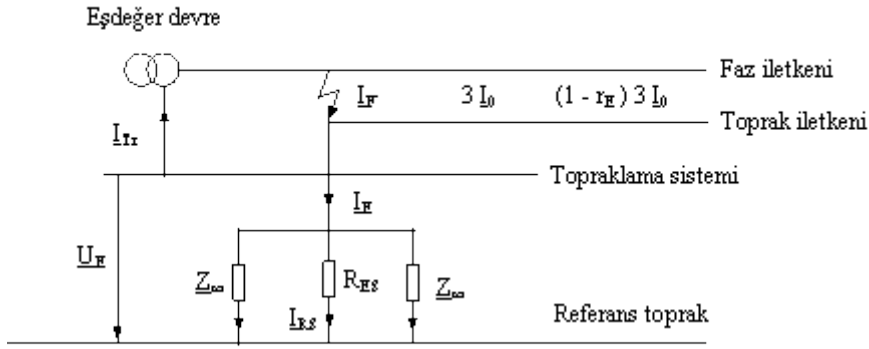 Eşdeğer devre
Faz iletkeni
I_F 3 I_0 (1 - r_E) 3 I_0
Toprak iletkeni
I_Tr
Topraklama sistemi
I_E
U_E
Z_∞ R_ES Z_∞
I_RS
Referans toprak